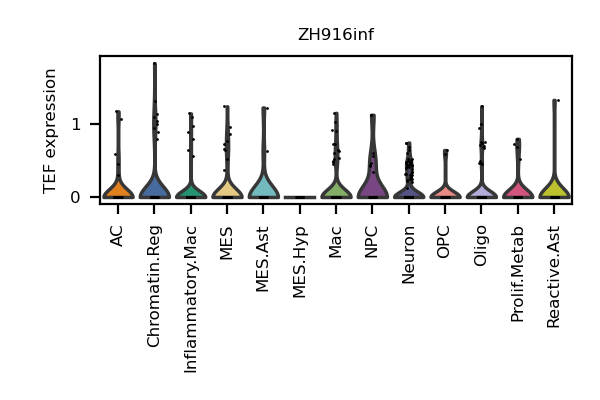 ZH916inf
TEF expression
1
0
AC
Chromatin.Reg
Inflammatory.Mac
MES
MES.Ast
MES.Hyp
Mac
NPC
Neuron
OPC
Oligo
Prolif.Metab
Reactive.Ast